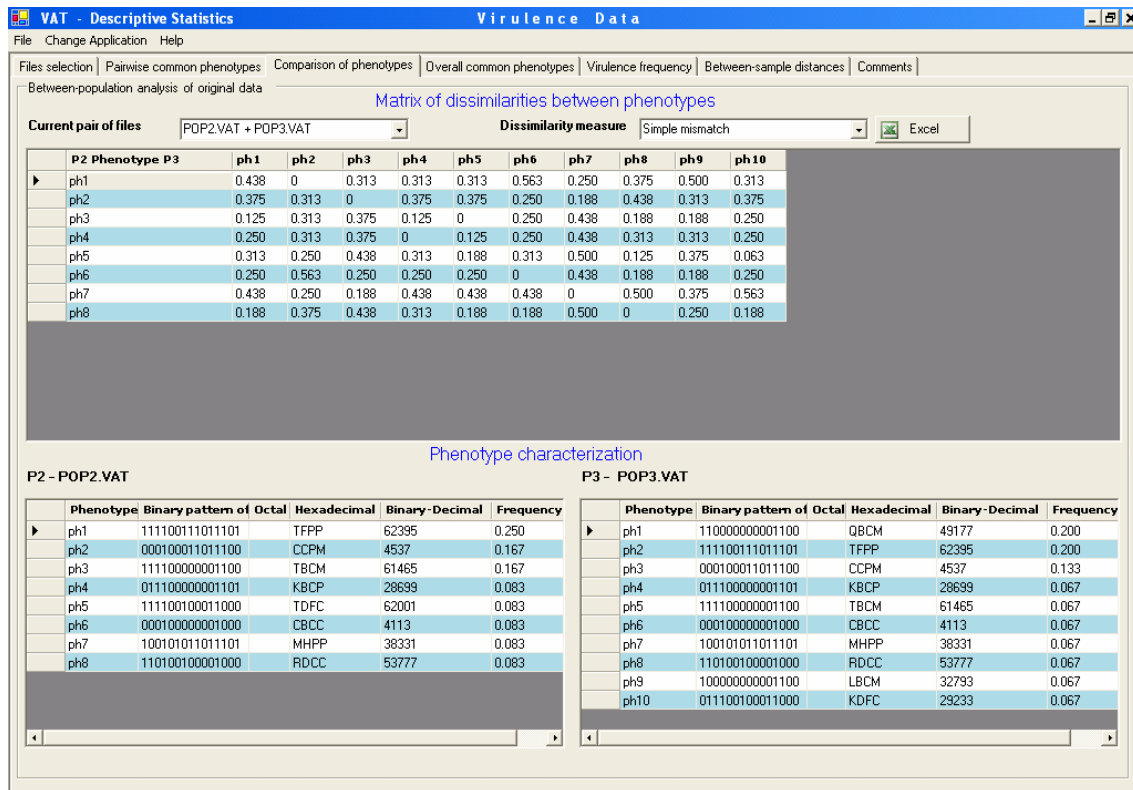 VAT - Descriptive Statistics Virulence Data
File Change Application Help
Files selection Pairwise common phenotypes Comparison of phenotypes Overall common phenotypes Virulence frequency Between-sample distances Comments
Between-population analysis of original data
Matrix of dissimilarities between phenotypes
Current pair of files POP2.VAT + POP3.VAT Dissimilarity measure Simple mismatch Excel
P2 Phenotype P3 ph1 ph2 ph3 ph4 ph5 ph6 ph7 ph8 ph9 ph10
ph1 0.438 0 0.313 0.313 0.313 0.563 0.250 0.375 0.500 0.313
ph2 0.375 0.313 0 0.375 0.375 0.250 0.188 0.438 0.313 0.375
ph3 0.125 0.313 0.375 0.125 0 0.250 0.438 0.188 0.188 0.250
ph4 0.250 0.313 0.375 0 0.125 0.250 0.438 0.313 0.313 0.250
ph5 0.313 0.250 0.438 0.313 0.188 0.313 0.500 0.125 0.375 0.063
ph6 0.250 0.563 0.250 0.250 0.250 0 0.438 0.188 0.188 0.250
ph7 0.438 0.250 0.188 0.438 0.438 0.438 0 0.500 0.375 0.563
ph8 0.188 0.375 0.438 0.313 0.188 0.188 0.500 0 0.250 0.188
Phenotype characterization
P2 - POP2.VAT P3 - POP3.VAT
Phenotype Binary pattern of Octal Hexadecimal Binary-Decimal Frequency Phenotype Binary pattern of Octal Hexadecimal Binary-Decimal Frequency
ph1 111100111011101 TFPP 62395 0.250 ph1 110000000001100 QBCM 49177 0.200
ph2 000100011011100 CCPM 4537 0.167 ph2 111100111011101 TFPP 62395 0.200
ph3 111100000001100 TBCM 61465 0.167 ph3 000100011011100 CCPM 4537 0.133
ph4 011100000001101 KBCP 28699 0.083 ph4 011100000001101 KBCP 28699 0.067
ph5 111100100011000 TDFC 62001 0.083 ph5 111100000001100 TBCM 61465 0.067
ph6 000100000001000 CBCC 4113 0.083 ph6 000100000001000 CBCC 4113 0.067
ph7 100101011011101 MHPP 38331 0.083 ph7 100101011011101 MHPP 38331 0.067
ph8 110100100001000 RDCC 53777 0.083 ph8 110100100001000 RDCC 53777 0.067
ph9 100000000001100 LBCM 32793 0.067
ph10 011100100011000 KDFC 29233 0.067